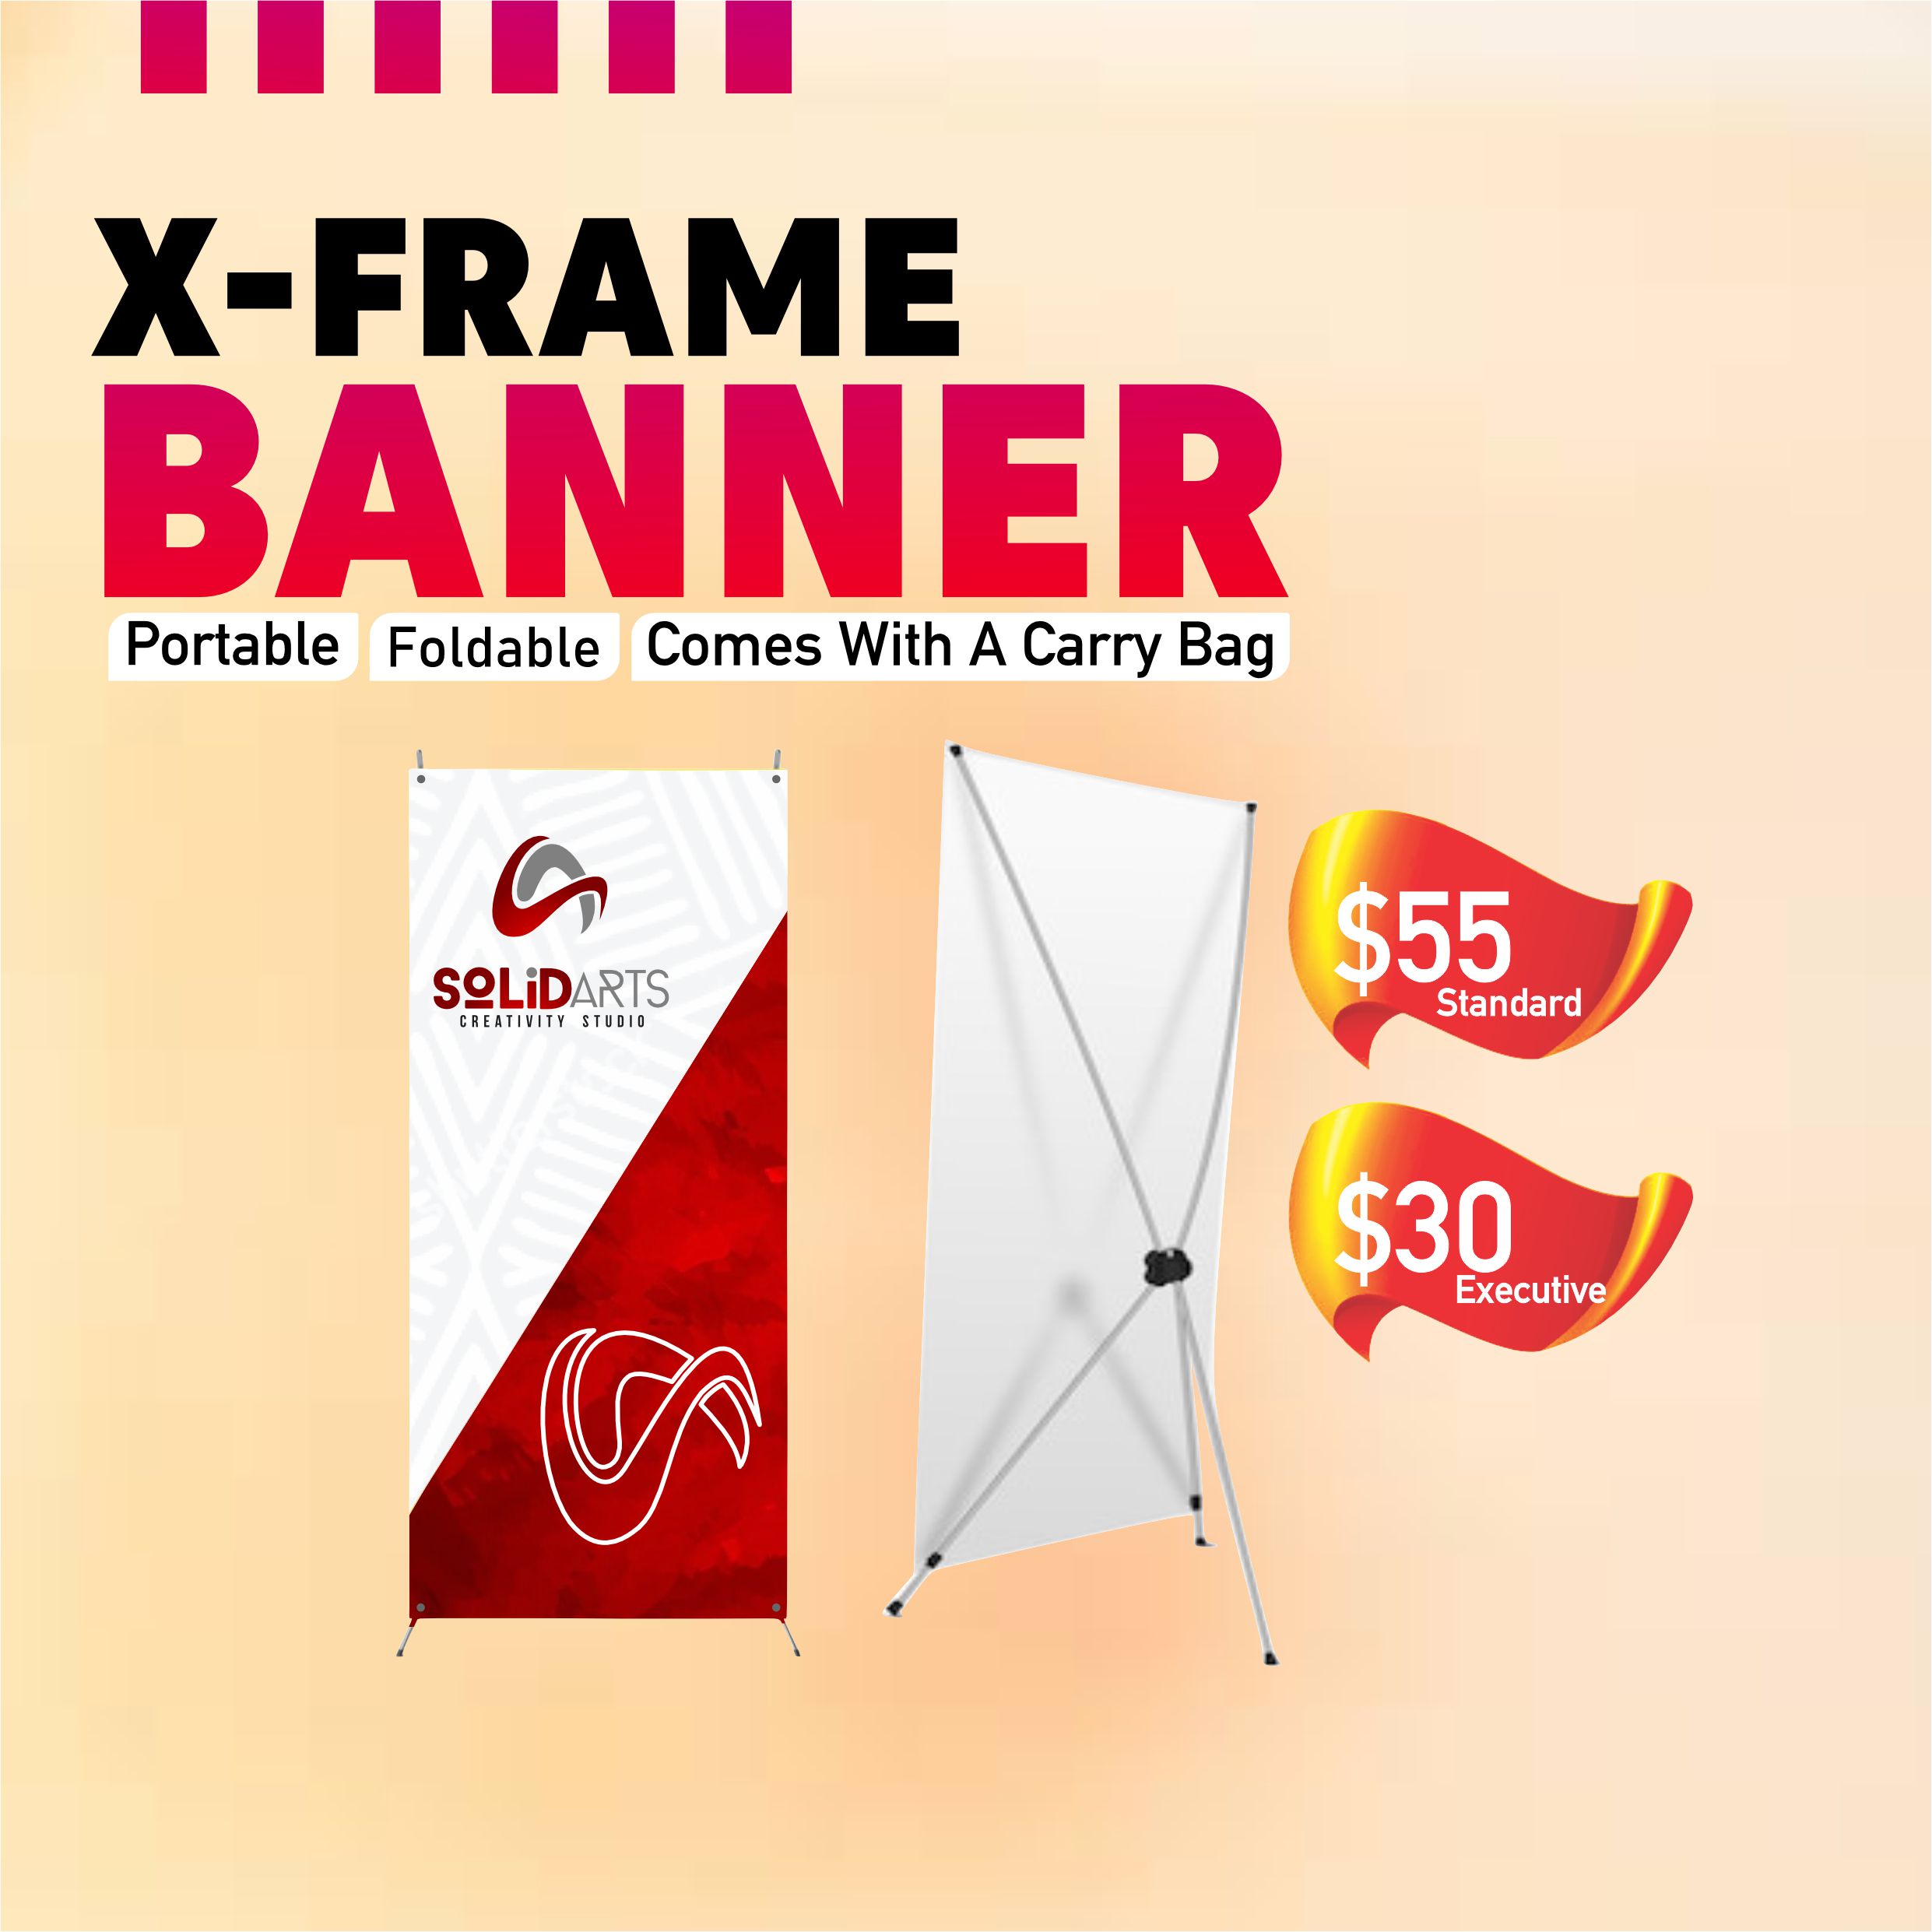 X-FRAME
BANNER
Portable Foldable Comes With A Carry Bag
SOLiDARTS
CREATIVITY STUDIO
$55
Standard
$30
Executive